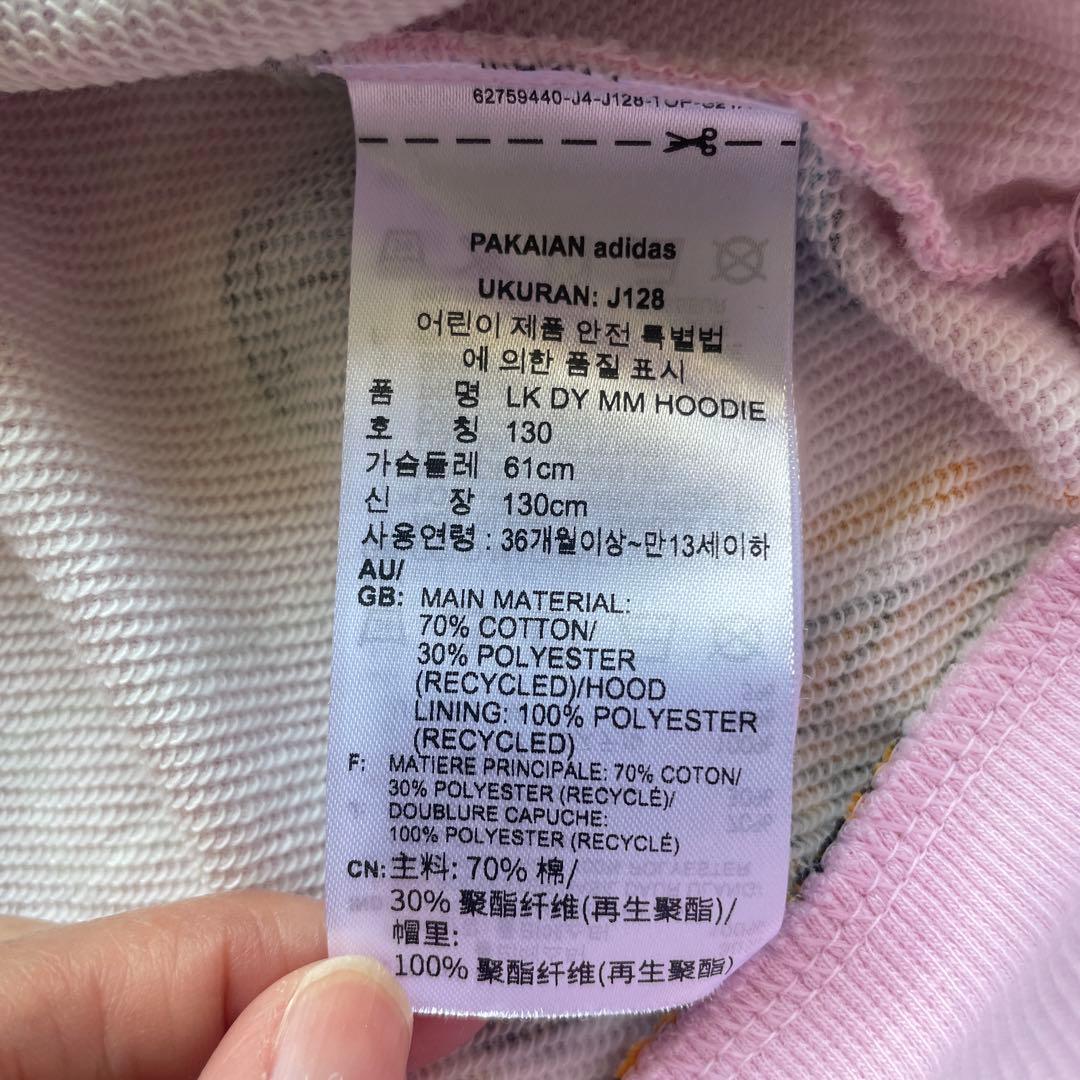 62759440-J4-J128-TOP-
PAKAIAN adidas
UKURAN: J128
어린이 제품 안전 특별법
에 의한 품질 표시
품 명 LK DY MM HOODIE
호 칭 130
가슴둘레 61cm
신 장 130cm
사용연령 : 36개월이상~만13세이하
AU/
GB: MAIN MATERIAL:
70% COTTON/
30% POLYESTER
(RECYCLED)/HOOD
LINING: 100% POLYESTER
(RECYCLED)
F: MATIERE PRINCIPALE: 70% COTON/
30% POLYESTER (RECYCLÉ)/
DOUBLURE CAPUCHE:
100% POLYESTER (RECYCLÉ)
CN: 主料: 70% 棉/
30% 聚酯纤维(再生聚酯)/
帽里:
100% 聚酯纤维(再生聚酯)